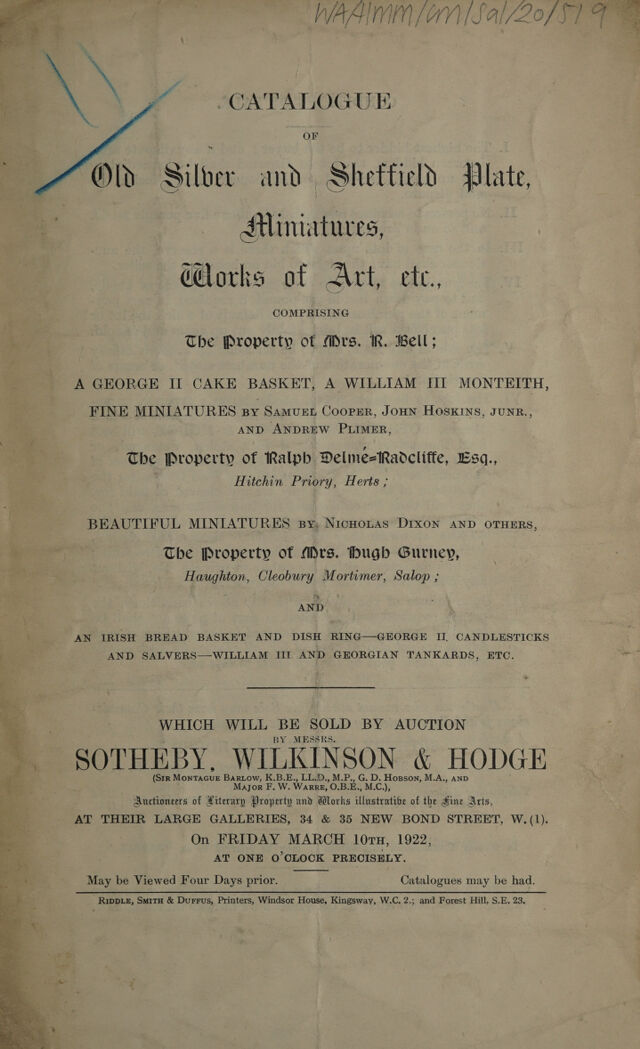 WAA/MM/CM/Sal/20/519
CATALOGUE
OF
Old Silver and Sheffield Plate,
Miniatures,
Works of Art, etc.,
COMPRISING
The Property of Mrs. R. Bell;
A GEORGE II CAKE BASKET, A WILLIAM III MONTEITH,
FINE MINIATURES BY SAMUEL COOPER, JOHN HOSKINS, JUNR.,
AND ANDREW PLIMER,
The Property of Ralph Delmé=Radcliffe, Esq.,
Hitchin Priory, Herts;
BEAUTIFUL MINIATURES BY NICHOLAS DIXON AND OTHERS,
The Property of Mrs. Hugh Gurney,
Haughton, Cleobury Mortimer, Salop;
AND
AN IRISH BREAD BASKET AND DISH RING—GEORGE II. CANDLESTICKS
AND SALVERS—WILLIAM III AND GEORGIAN TANKARDS, ETC.
WHICH WILL BE SOLD BY AUCTION
BY MESSRS.
SOTHEBY, WILKINSON & HODGE
(SIR MONTAGUE BARLOW, K.B.E., LL.D., M.P., G. D. HOBSON, M.A., AND
MAJOR F. W. WARRE, O.B.E., M.C.),
Auctioneers of Literary Property and Works illustrative of the Fine Arts,
AT THEIR LARGE GALLERIES, 34 & 35 NEW BOND STREET, W.(1).
On FRIDAY MARCH 10TH, 1922,
AT ONE O'CLOCK PRECISELY.
May be Viewed Four Days prior. Catalogues may be had.
RIDDLE, SMITH & DUFFUS, Printers, Windsor House, Kingsway, W.C. 2.; and Forest Hill, S.E. 23.